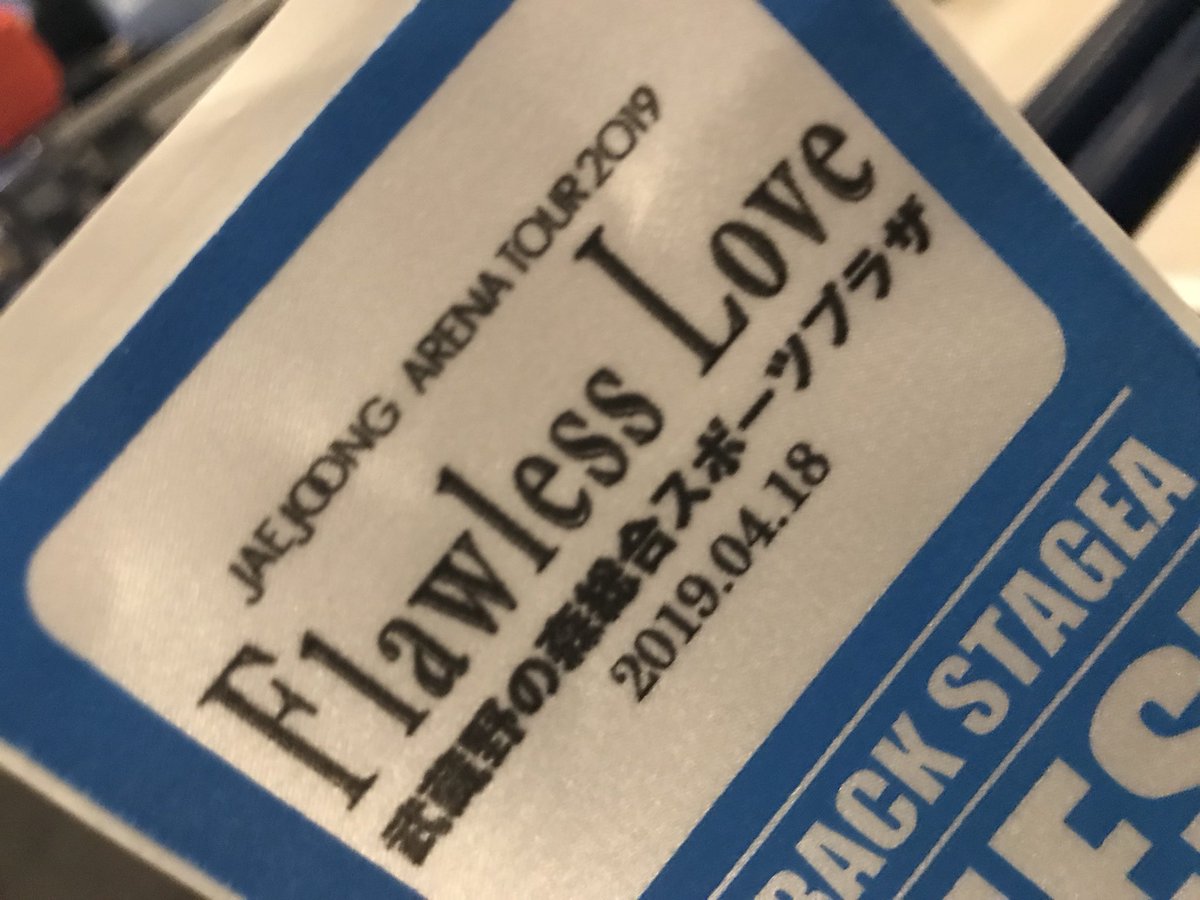 JAEJOONG ARENA TOUR 2019
Flawless Love
武蔵野の森総合スポーツプラザ
2019.04.18
BACK STAGEA